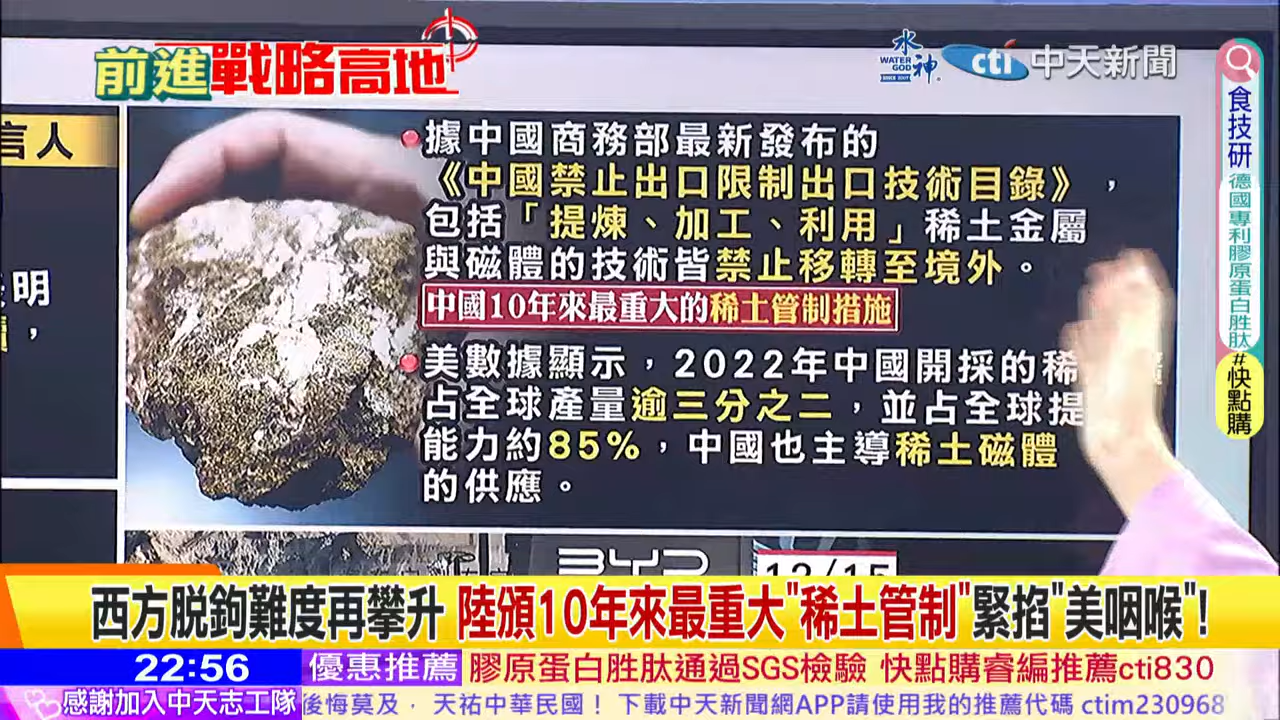 前進戰略高地
水神
WATER GOD
SINCE 2007
cti 中天新聞
食技研
德國專利膠原蛋白胜肽
#快點購
言人
明
，
據中國商務部最新發布的
《中國禁止出口限制出口技術目錄》，
包括「提煉、加工、利用」稀土金屬
與磁體的技術皆禁止移轉至境外。
中國10年來最重大的稀土管制措施
美數據顯示，2022年中國開採的稀
占全球產量逾三分之二，並占全球提
能力約85%，中國也主導稀土磁體
的供應。
BYD
12/15
西方脫鉤難度再攀升 陸頒10年來最重大"稀土管制"緊掐"美咽喉"!
22:56
優惠推薦
膠原蛋白胜肽通過SGS檢驗 快點購睿編推薦cti830
感謝加入中天志工隊
後悔莫及， 天祐中華民國！ 下載中天新聞網APP請使用我的推薦代碼 ctim230968